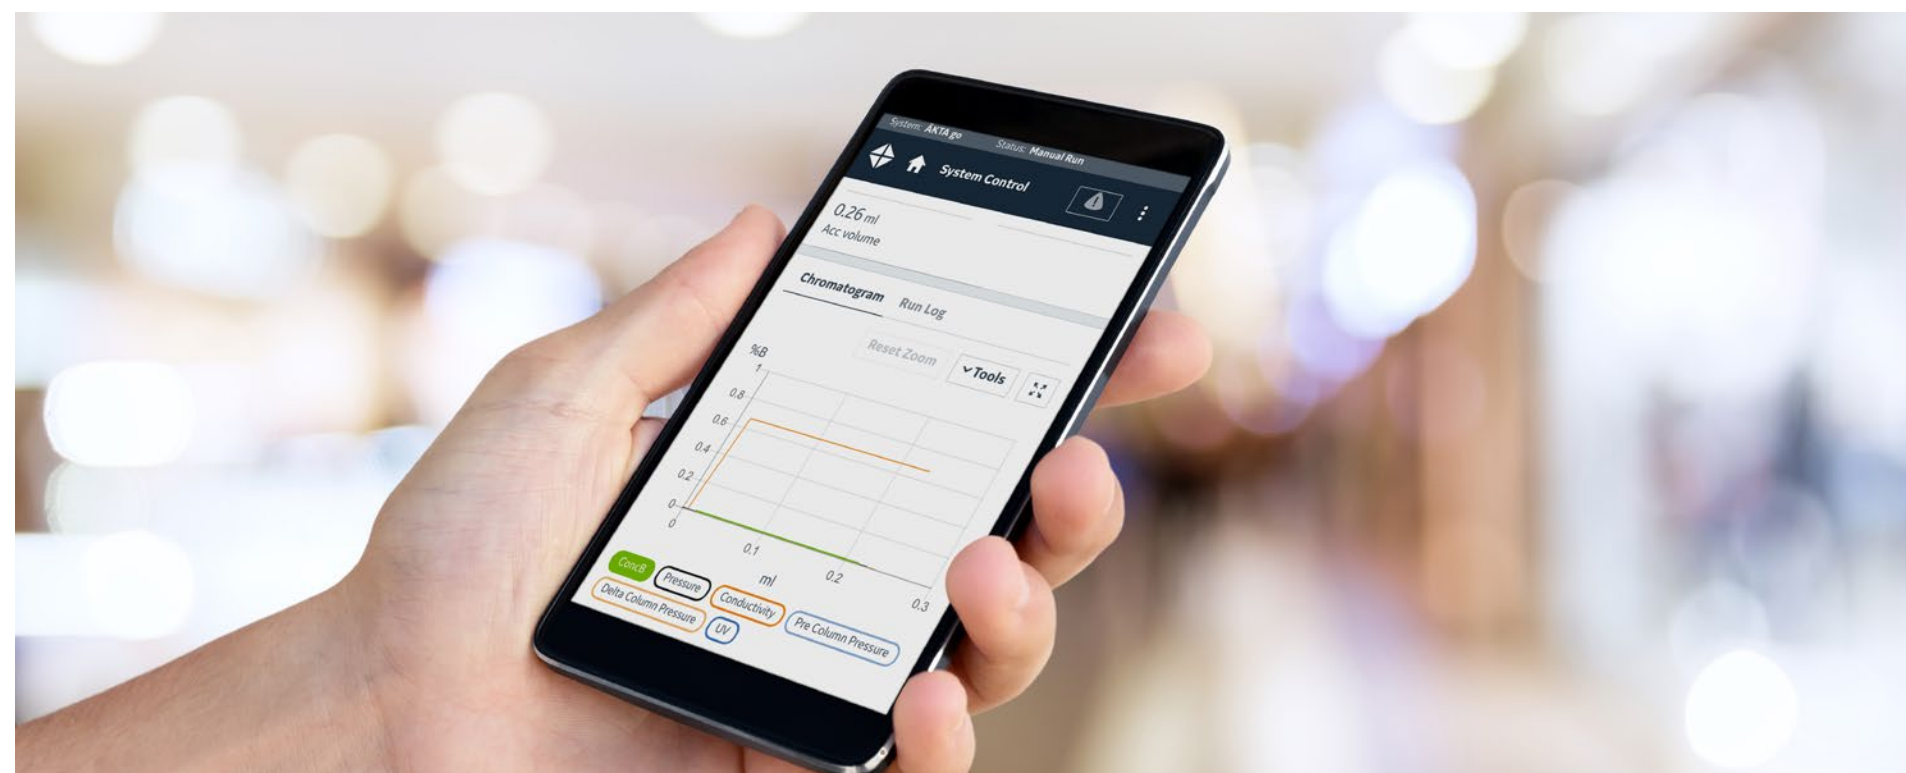 System: ÄKTA go Status: Manual Run
System Control
0.26 ml
Acc volume
Chromatogram Run Log
Reset Zoom Tools
%B
1
0.8
0.6
0.4
0.2
0
0 0.1 0.2 0.3
ml
ConcB Pressure Conductivity Pre Column Pressure
Delta Column Pressure UV